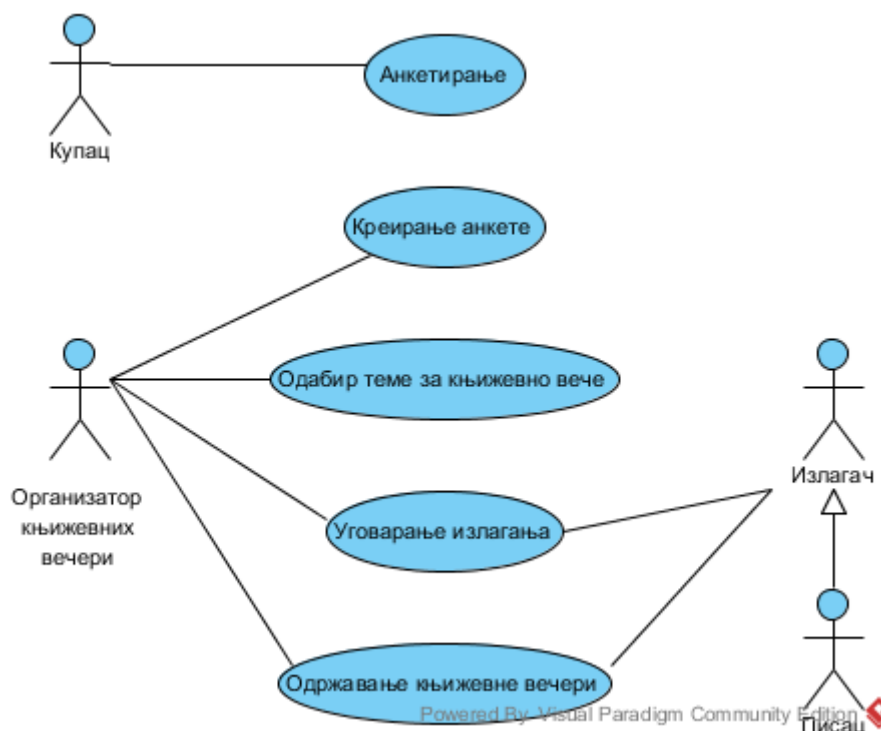 Анкетирање
Купац
Креирање анкете
Одабир теме за књижевно вече
Излагач
Организатор
књижевних
вечери
Уговарање излагања
Одржавање књижевне вечери
Powered By Visual Paradigm Community Edition
Писац